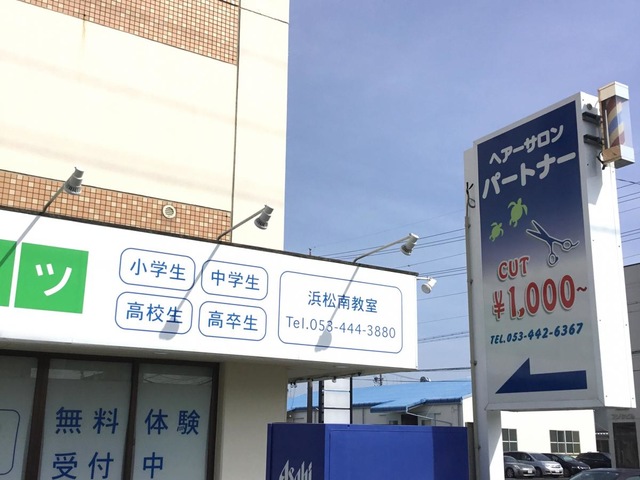 ツ
小学生
中学生
高校生
高卒生
浜松南教室
Tel.053-444-3880
無料 体験
受付 中
Asahi
ヘアーサロン
パートナー
CUT
¥1,000~
TEL.053-442-6367